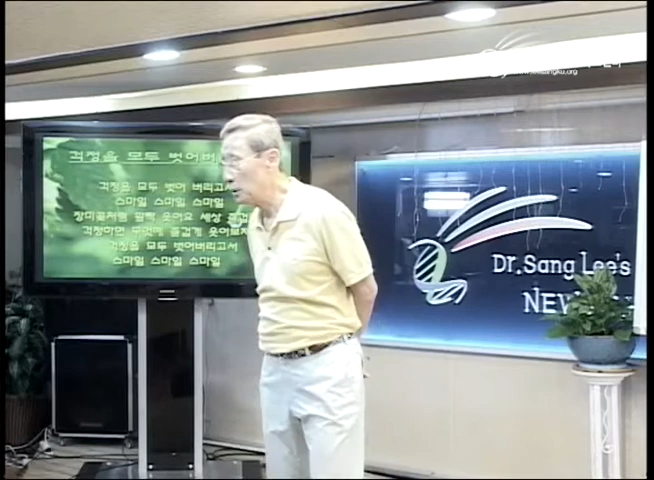 걱정을 모두 벗어버리
걱정을 모두 벗어 버리고서
스마일 스마일 스마일
장미꽃처럼 활짝 웃어요 세상 즐겁
걱정하면 무엇해 즐겁게 웃어보자
걱정을 모두 벗어버리고서
스마일 스마일 스마일
Dr.Sang Lee's
NEW